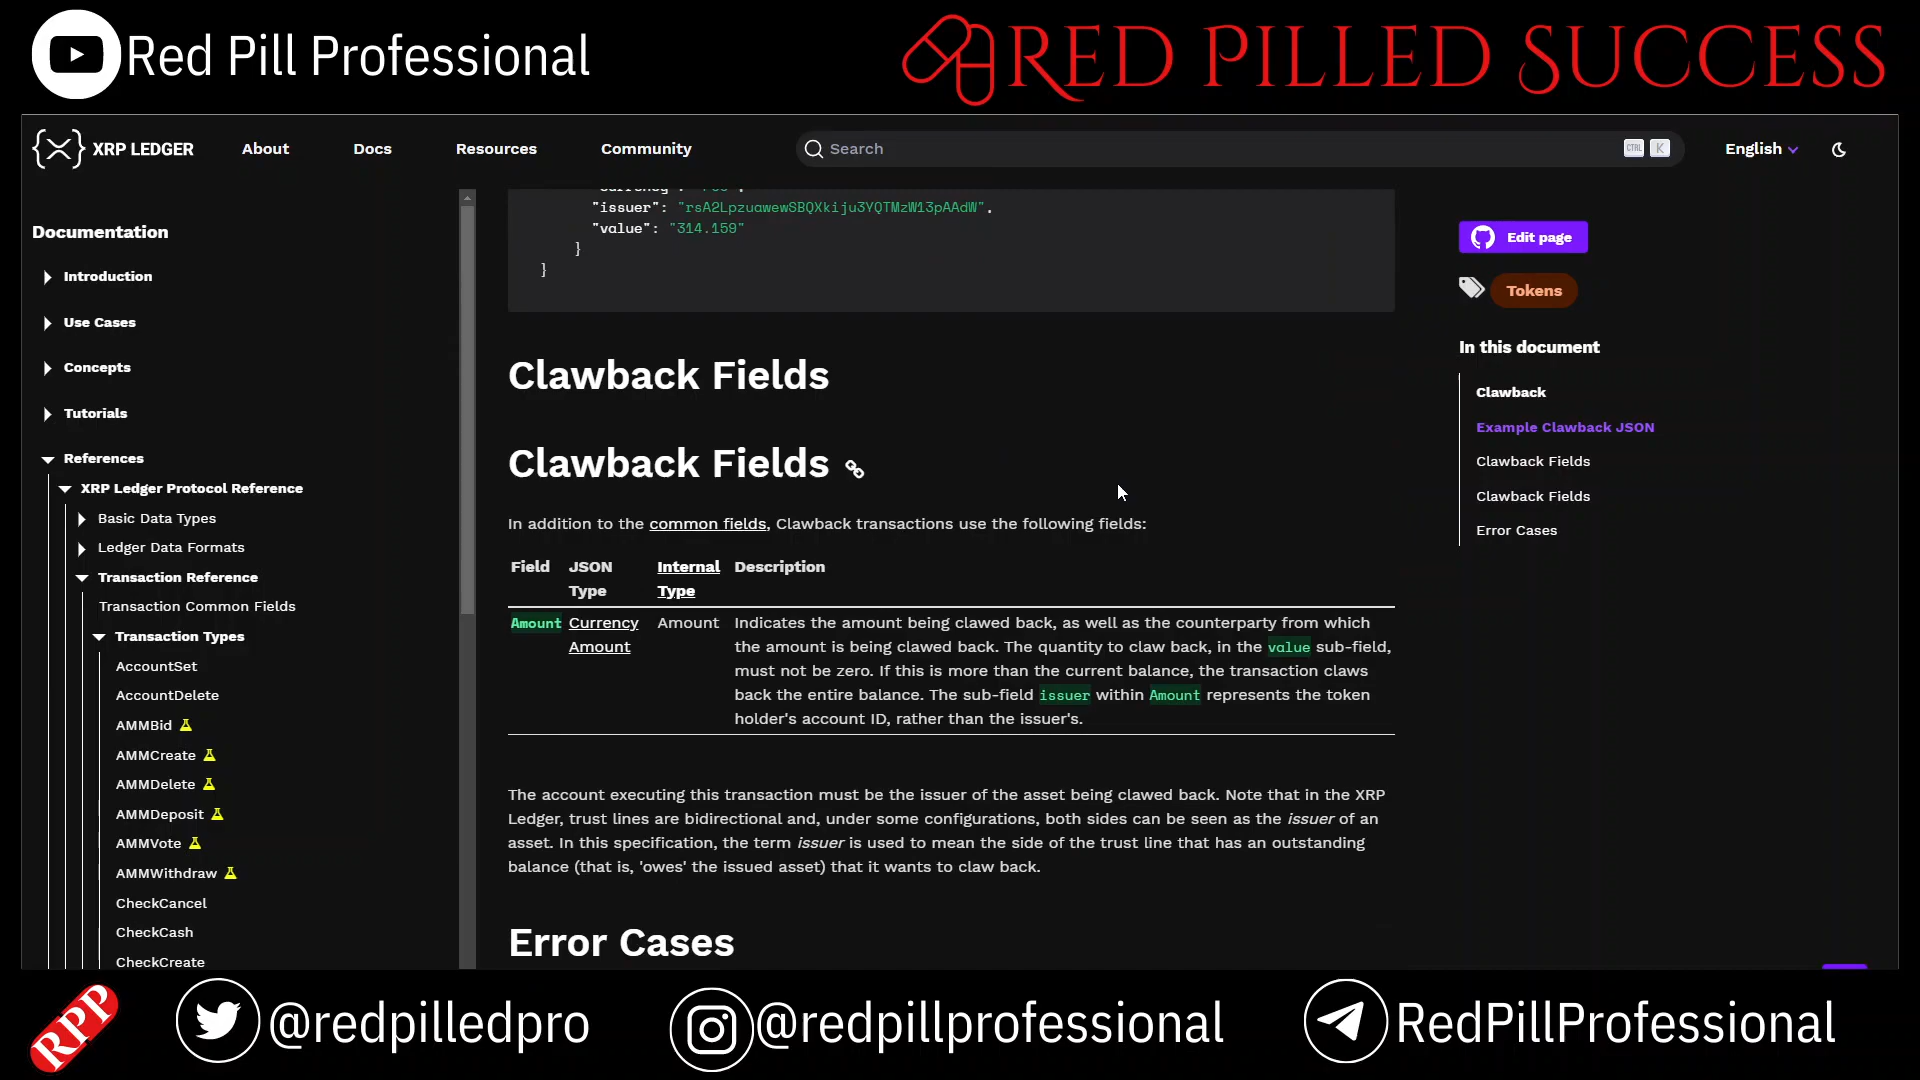 Red Pill Professional
RED PILLED SUCCESS
XRP LEDGER
About
Docs
Resources
Community
Search
CTRL K
English
Documentation
Introduction
Use Cases
Concepts
Tutorials
References
XRP Ledger Protocol Reference
Basic Data Types
Ledger Data Formats
Transaction Reference
Transaction Common Fields
Transaction Types
AccountSet
AccountDelete
AMMBid
AMMCreate
AMMDelete
AMMDeposit
AMMVote
AMMWithdraw
CheckCancel
CheckCash
CheckCreate
"issuer": "rsA2LpzuawewSBQXkiju3YQTMzW13pAAdW",
"value": "314.159"
}
}
Clawback Fields
Clawback Fields
In addition to the common fields, Clawback transactions use the following fields:
Field JSON Type Internal Type Description
Amount Currency Amount Amount Indicates the amount being clawed back, as well as the counterparty from which
the amount is being clawed back. The quantity to claw back, in the value sub-field,
must not be zero. If this is more than the current balance, the transaction claws
back the entire balance. The sub-field issuer within Amount represents the token
holder's account ID, rather than the issuer's.
The account executing this transaction must be the issuer of the asset being clawed back. Note that in the XRP
Ledger, trust lines are bidirectional and, under some configurations, both sides can be seen as the issuer of an
asset. In this specification, the term issuer is used to mean the side of the trust line that has an outstanding
balance (that is, 'owes' the issued asset) that it wants to claw back.
Error Cases
Edit page
Tokens
In this document
Clawback
Example Clawback JSON
Clawback Fields
Clawback Fields
Error Cases
RPP
@redpilledpro
@redpillprofessional
RedPillProfessional